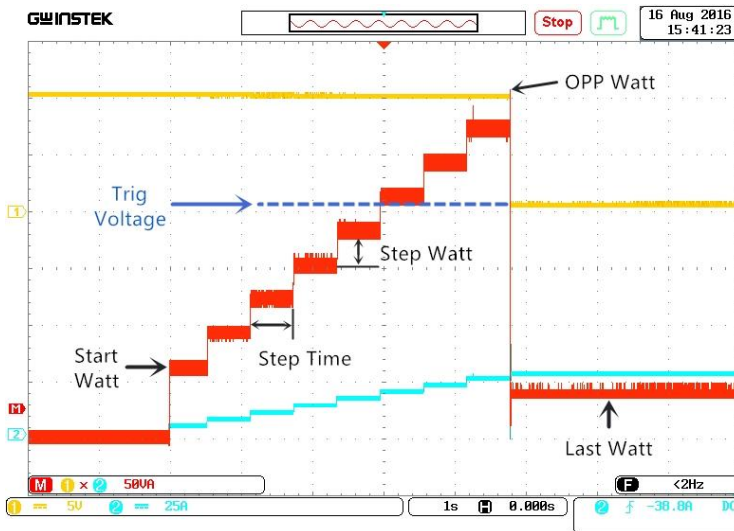 GWINSTEK
Stop
16 Aug 2016
15:41:23
OPP Watt
Trig
Voltage
1
Step Watt
Start
Watt
Step Time
M
2
Last Watt
M 1 x 2 50VA
F <2Hz
1 5V 2 25A
1s H 0.000s
2 -38.8A DC